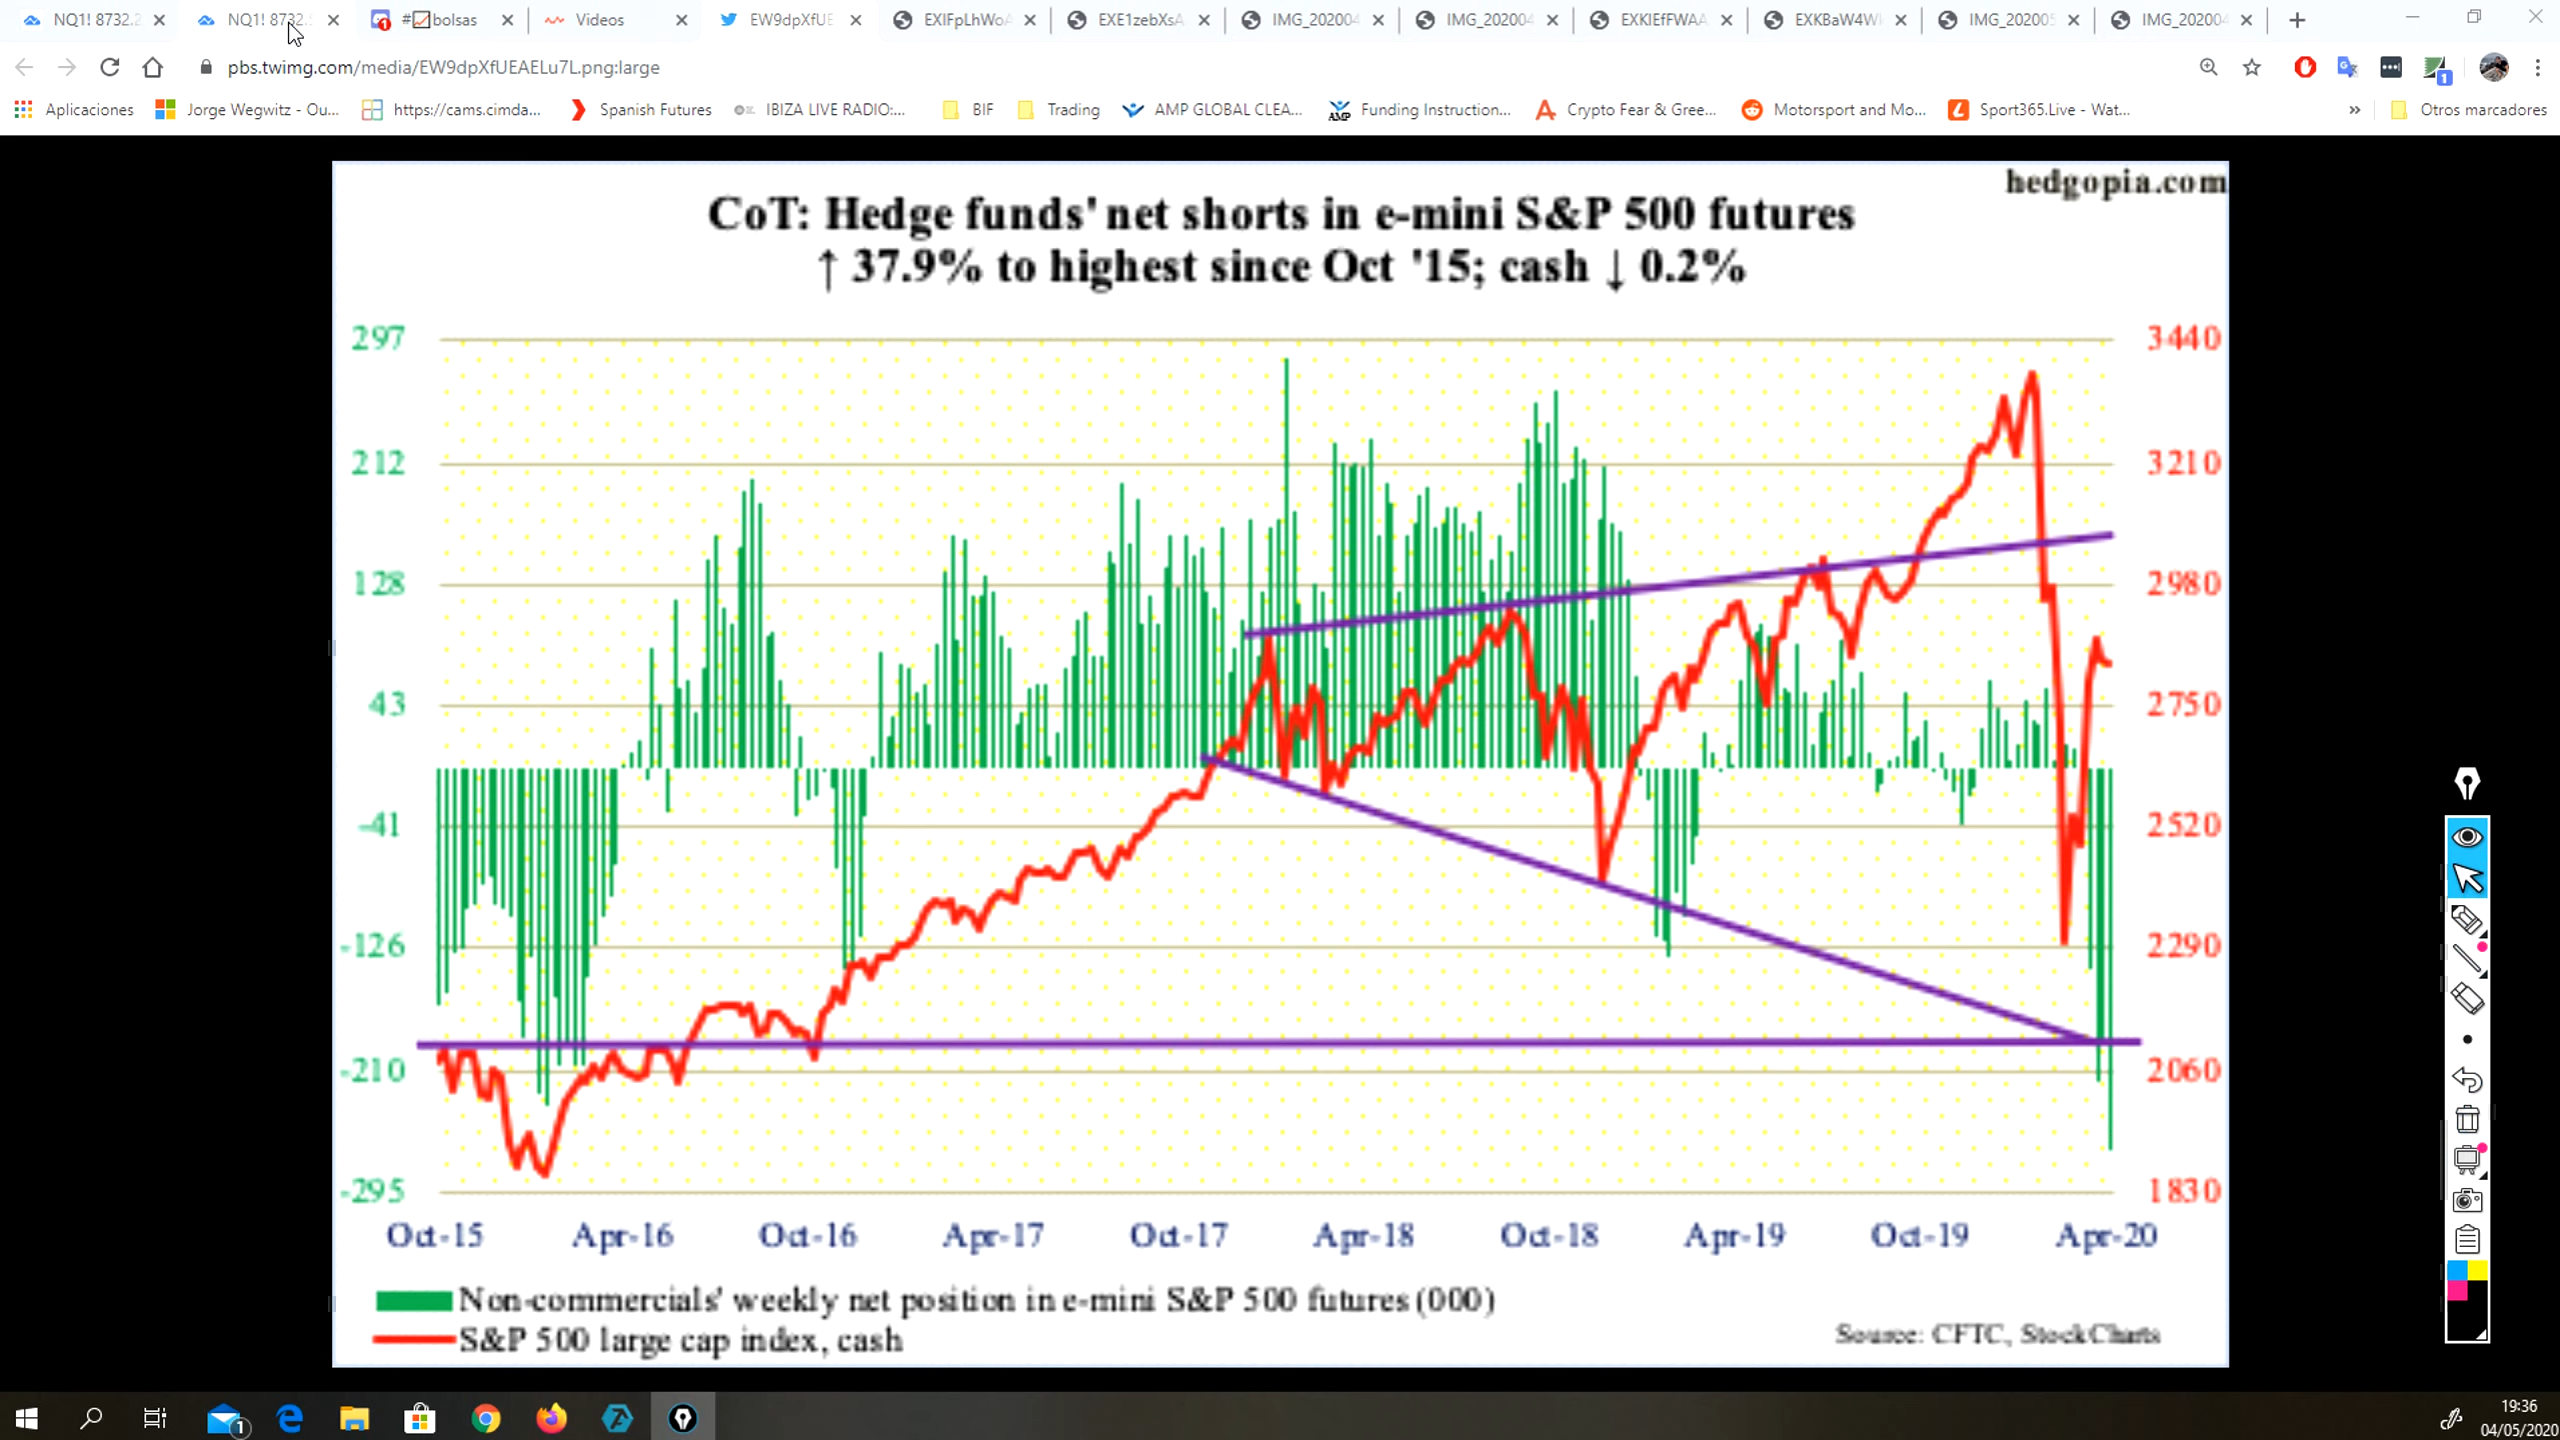 NQ1! 8732.2
NQ1! 8732.
#bolsas
Videos
EW9dpXfUE
EXIFpLhWoA
EXE1zebXsA
IMG_202004
IMG_202004
EXKIEfFWAA
EXKBaW4W
IMG_202005
IMG_202004
pbs.twimg.com/media/EW9dpXfUEAELu7L.png:large
Aplicaciones
Jorge Wegwitz - Ou...
https://cams.cimda...
Spanish Futures
IBIZA LIVE RADIO:...
BIF
Trading
AMP GLOBAL CLEA...
Funding Instruction...
Crypto Fear & Gree...
Motorsport and Mo...
Sport365.Live - Wat...
Otros marcadores
hedgopia.com
CoT: Hedge funds' net shorts in e-mini S&P 500 futures
↑ 37.9% to highest since Oct '15; cash ↓ 0.2%
297 3440
212 3210
128 2980
43 2750
-41 2520
-126 2290
-210 2060
-295 1830
Oct-15 Apr-16 Oct-16 Apr-17 Oct-17 Apr-18 Oct-18 Apr-19 Oct-19 Apr-20
Non-commercials' weekly net position in e-mini S&P 500 futures (000)
S&P 500 large cap index, cash
Source: CFTC, StockCharts
19:36
04/05/2020